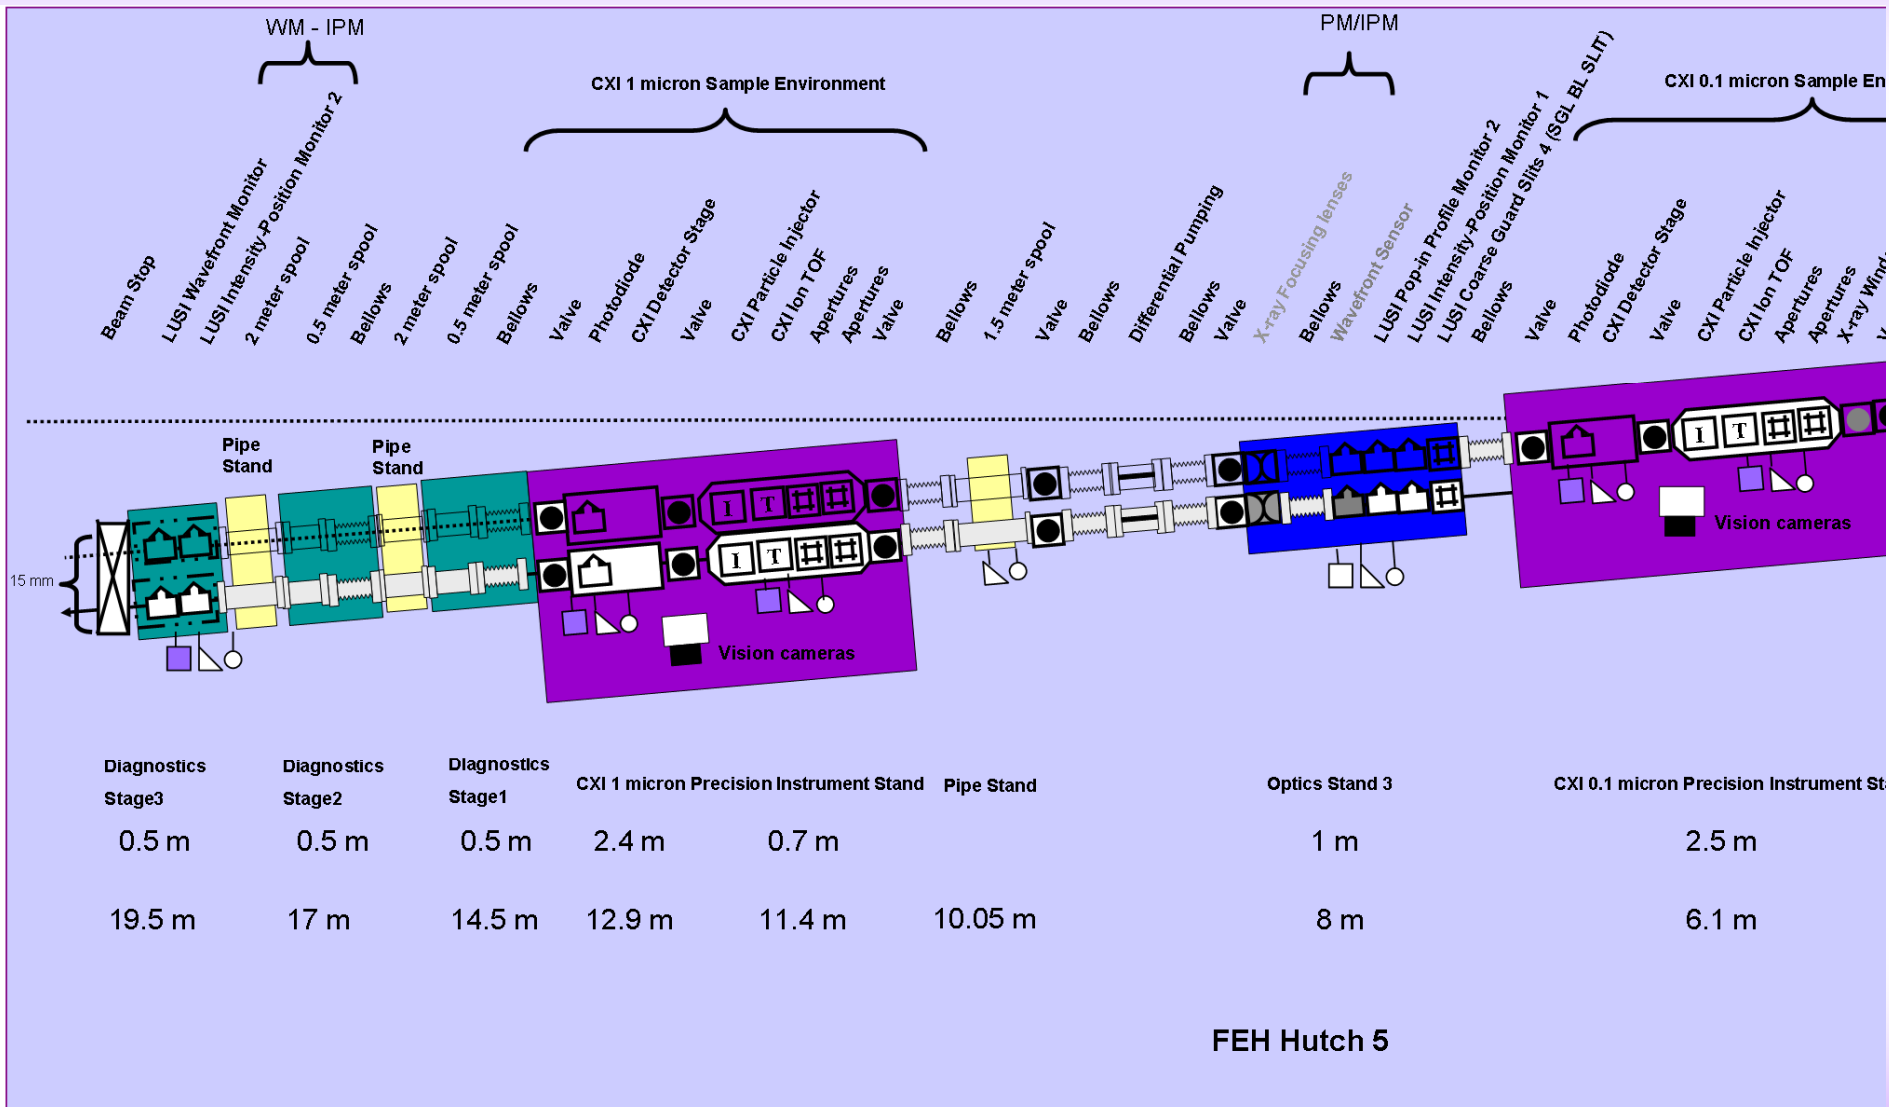 WM - IPM
PM/IPM
CXI 1 micron Sample Environment
CXI 0.1 micron Sample En
Beam Stop
LUSI Wavefront Monitor
LUSI Intensity-Position Monitor 2
2 meter spool
0.5 meter spool
Bellows
2 meter spool
0.5 meter spool
Bellows
Valve
Photodiode
CXI Detector Stage
Valve
CXI Particle Injector
CXI Ion TOF
Apertures
Apertures
Valve
Bellows
1.5 meter spool
Valve
Bellows
Differential Pumping
Bellows
Valve
X-ray Focusing lenses
Bellows
Wavefront Sensor
LUSI Pop-in Profile Monitor 2
LUSI Intensity-Position Monitor 1
LUSI Coarse Guard Slits 4 (SGL BL SLIT)
Bellows
Valve
Photodiode
CXI Detector Stage
Valve
CXI Particle Injector
CXI Ion TOF
Apertures
Apertures
X-ray Wind
V
Pipe
Stand
Pipe
Stand
I T
I T
I T
15 mm
Vision cameras
Vision cameras
Diagnostics
Stage3
Diagnostics
Stage2
Diagnostics
Stage1
CXI 1 micron Precision Instrument Stand
Pipe Stand
Optics Stand 3
CXI 0.1 micron Precision Instrument Sta
0.5 m 0.5 m 0.5 m 2.4 m 0.7 m 1 m 2.5 m
19.5 m 17 m 14.5 m 12.9 m 11.4 m 10.05 m 8 m 6.1 m
FEH Hutch 5